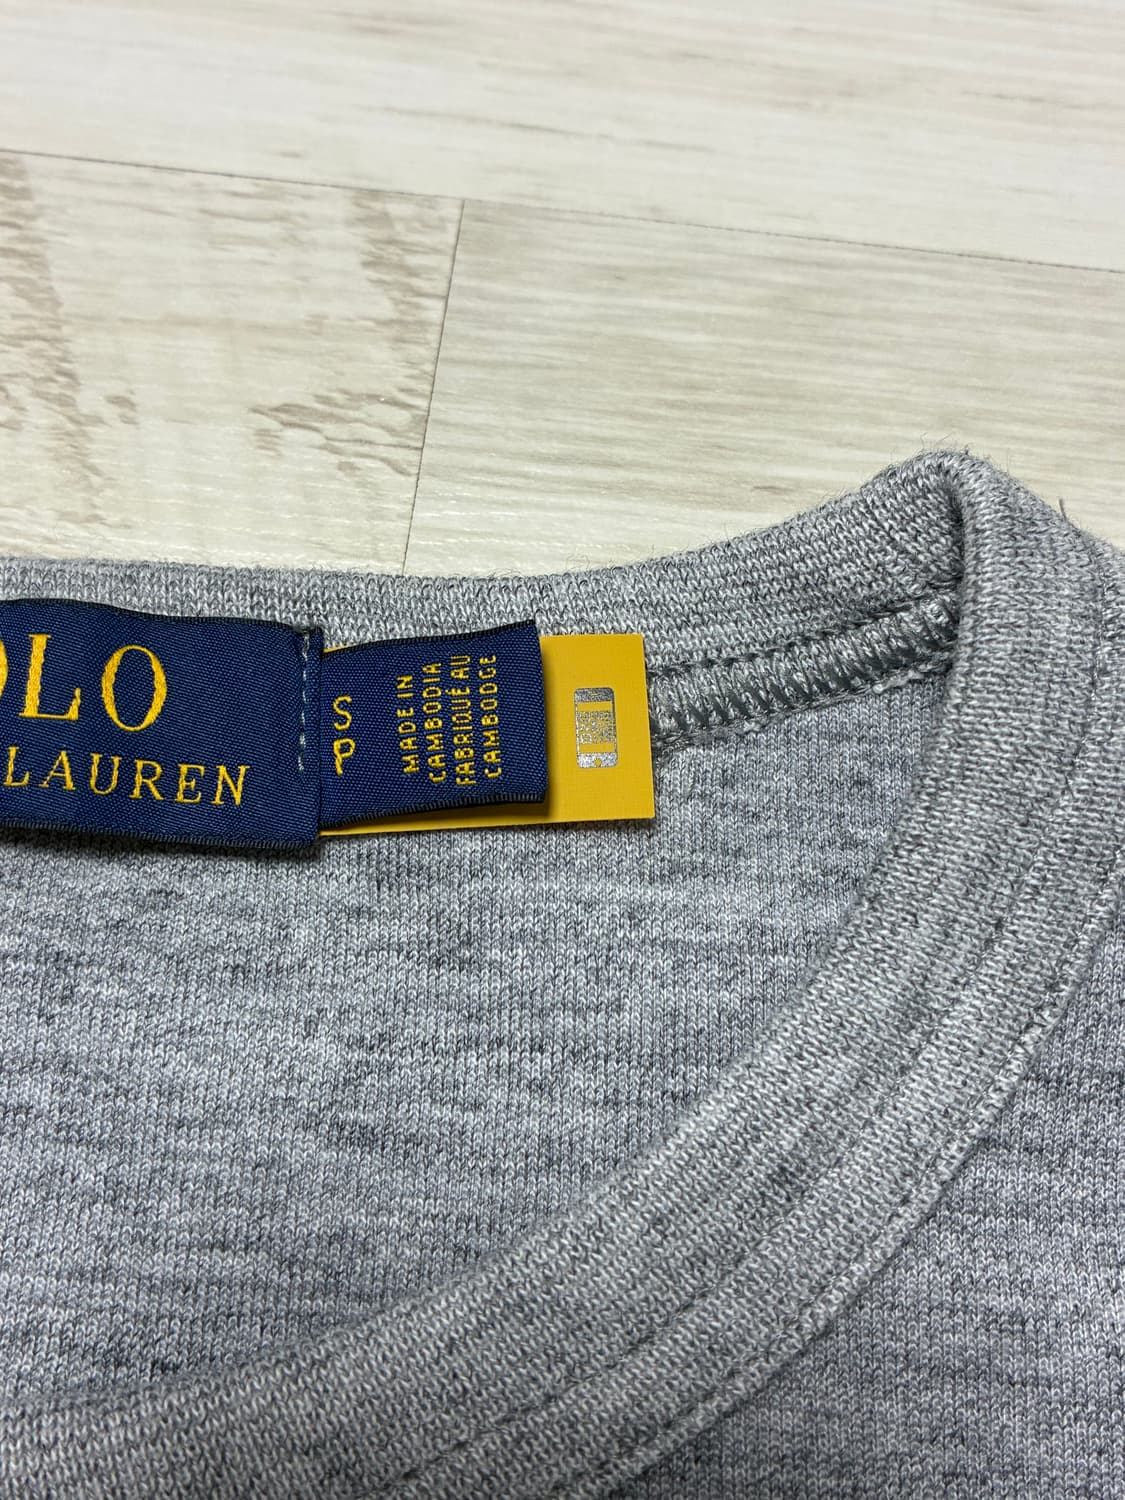 OLO
LAUREN
S
P
MADE IN
CAMBODIA
FABRIQUÉ AU
CAMBODGE